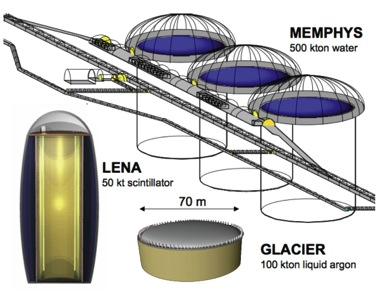 MEMPHYS
500 kton water
LENA
50 kt scintillator
70 m
GLACIER
100 kton liquid argon